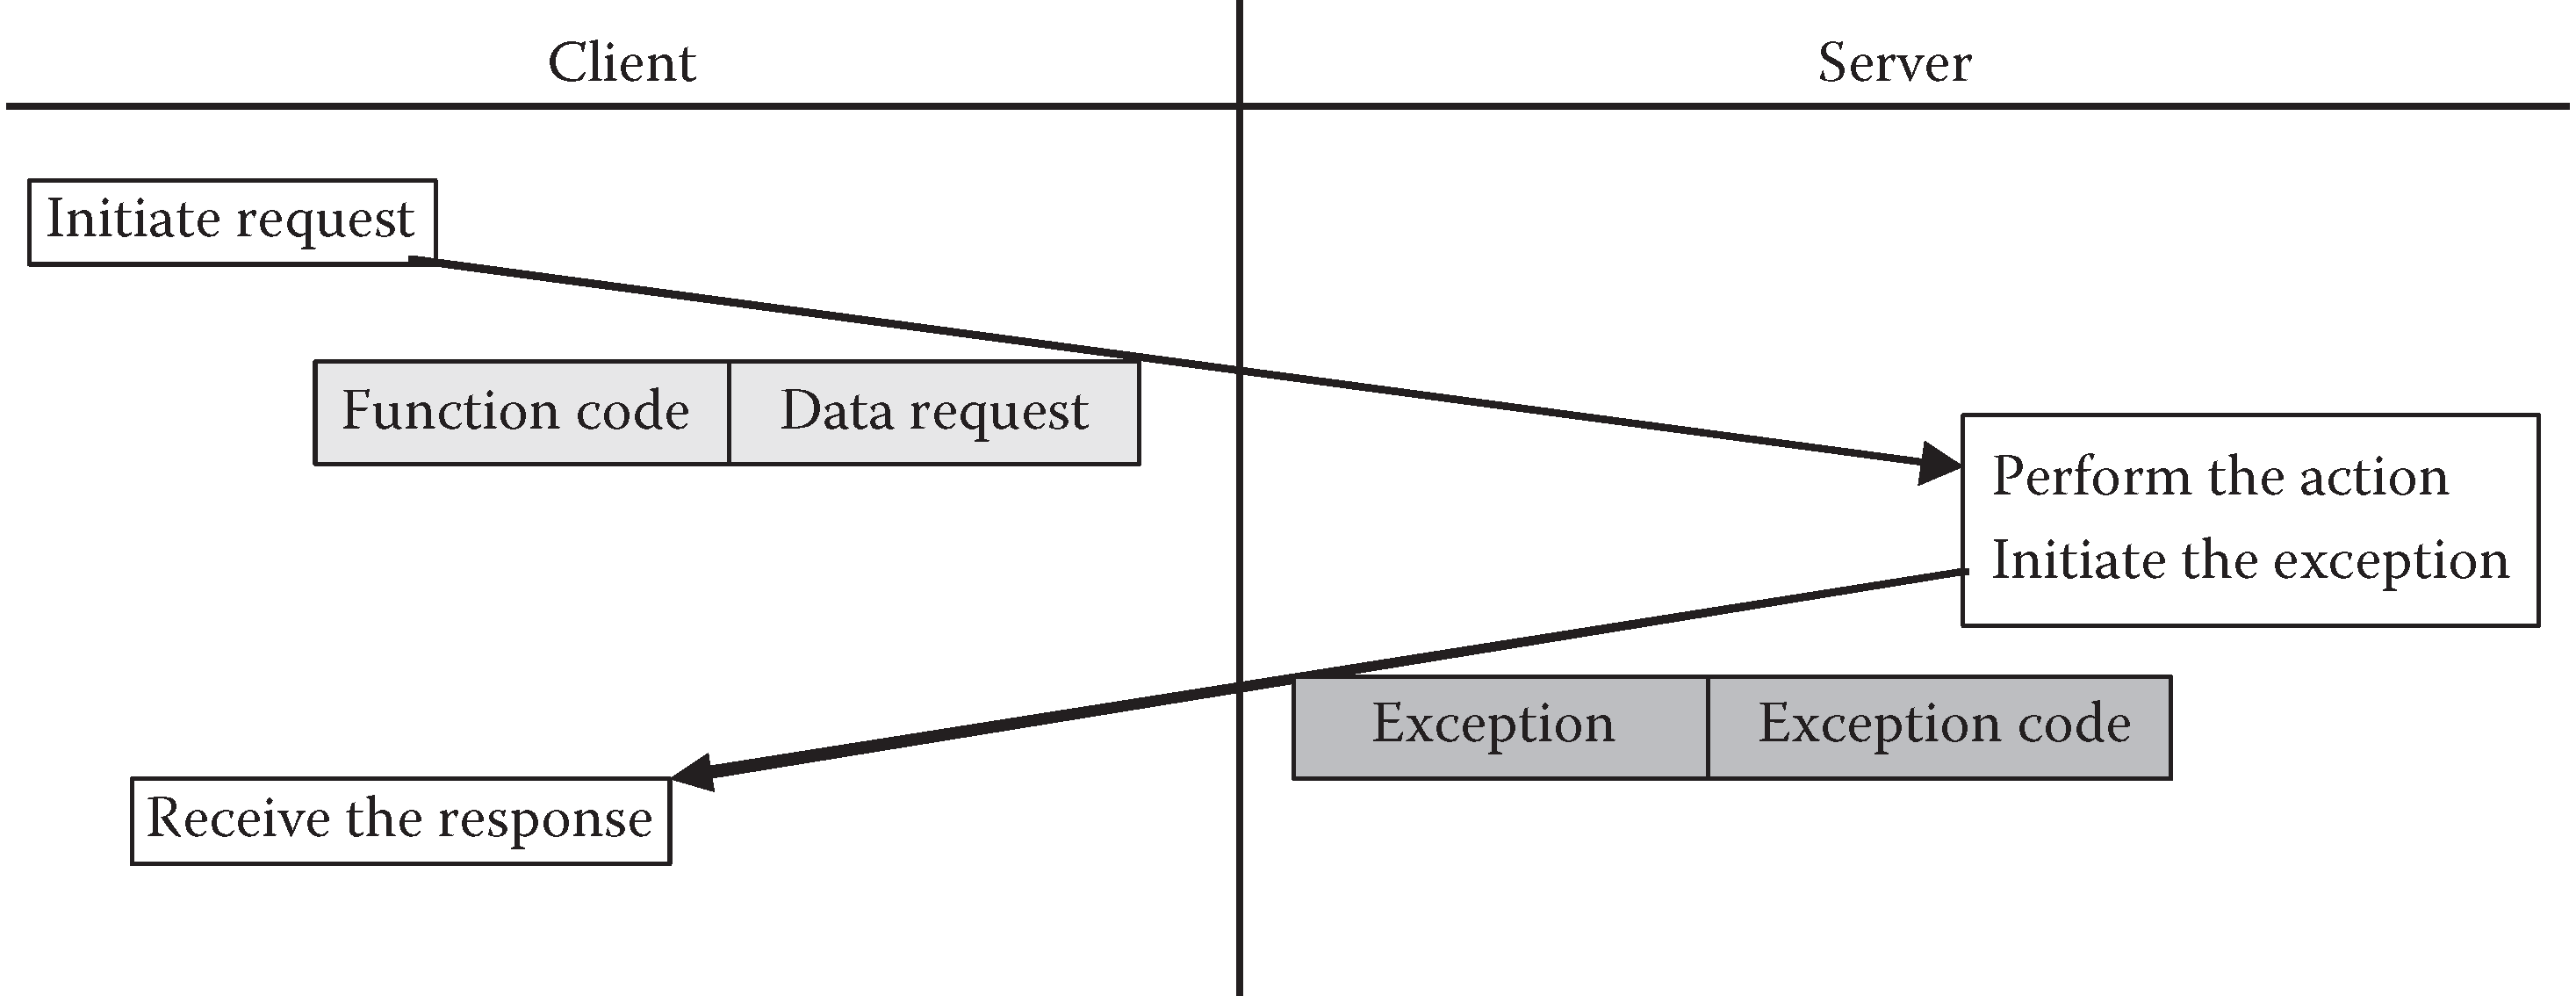 Client
Server
Initiate request
Function code
Data request
Perform the action
Initiate the exception
Exception
Exception code
Receive the response